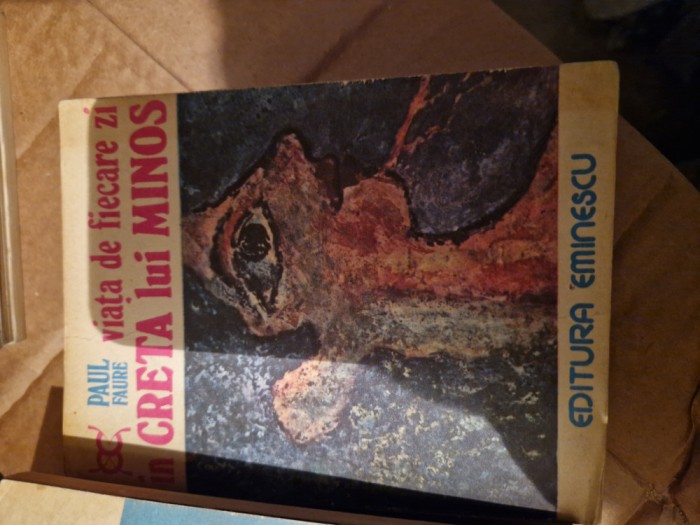 PAUL
FAURE
viața de fiecare zi
în CRETA lui MINOS
EDITURA EMINESCU